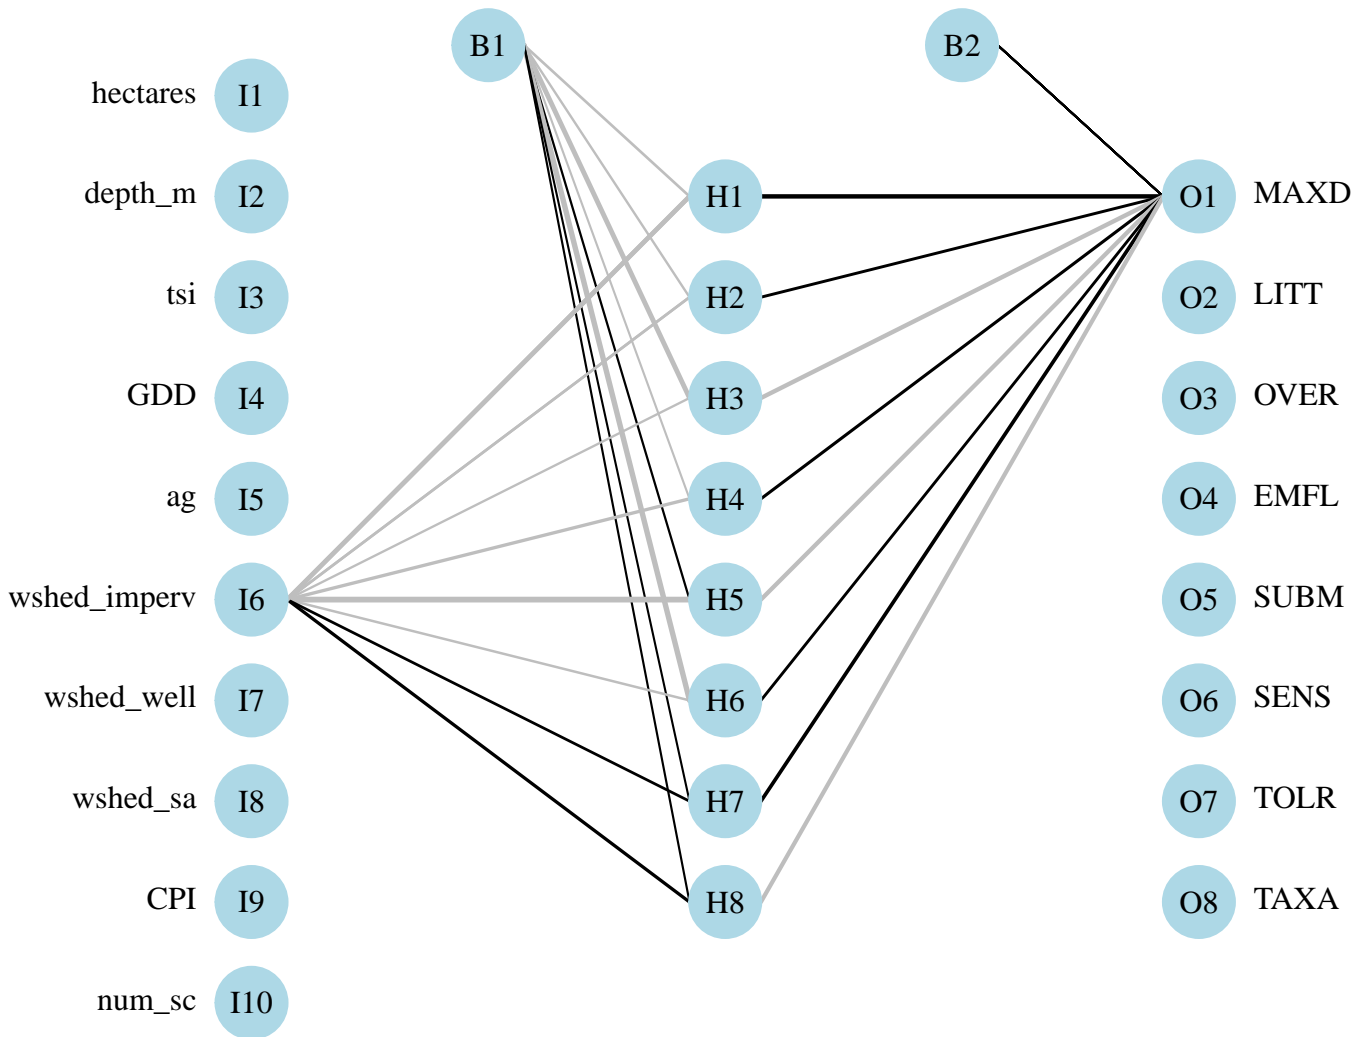 B1 B2
hectares I1
depth_m I2 H1 O1 MAXD
tsi I3 H2 O2 LITT
GDD I4 H3 O3 OVER
ag I5 H4 O4 EMFL
wshed_imperv I6 H5 O5 SUBM
wshed_well I7 H6 O6 SENS
wshed_sa I8 H7 O7 TOLR
CPI I9 H8 O8 TAXA
num_sc I10